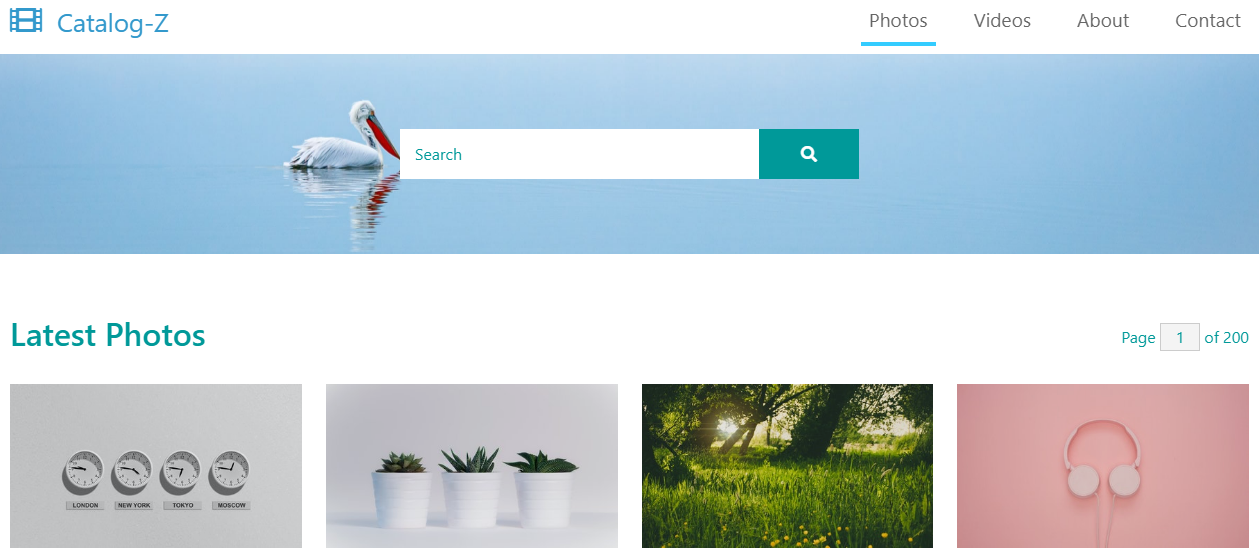 Catalog-Z
Photos Videos About Contact
Search
Latest Photos
Page 1 of 200
LONDON NEW YORK TOKYO MOSCOW